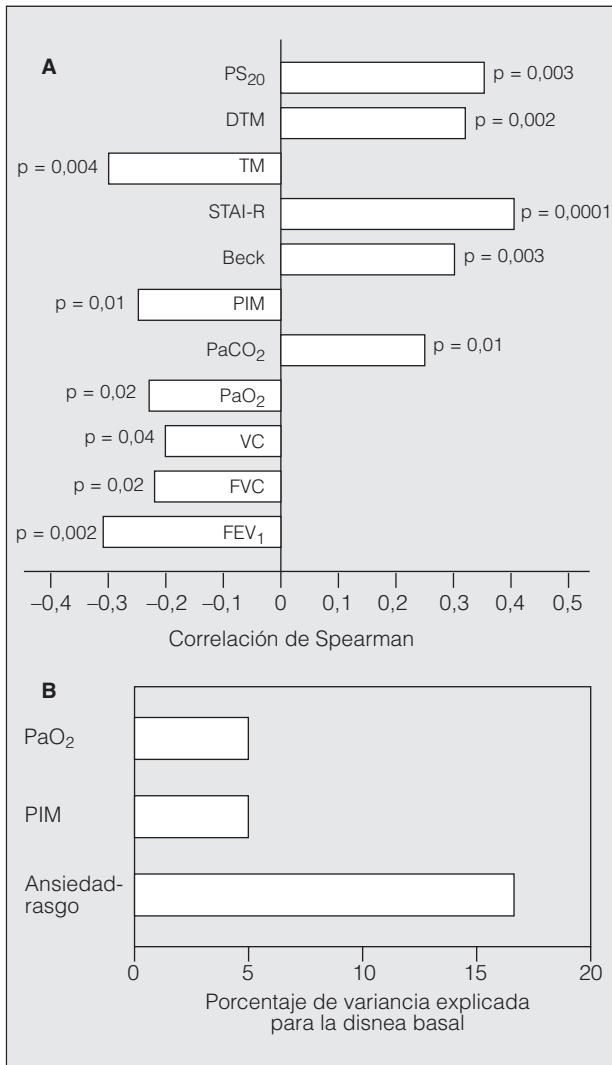 A
PS20 p = 0,003
DTM p = 0,002
p = 0,004 TM
STAI-R p = 0,0001
Beck p = 0,003
p = 0,01 PIM
PaCO2 p = 0,01
p = 0,02 PaO2
p = 0,04 VC
p = 0,02 FVC
p = 0,002 FEV1
–0,4 –0,3 –0,2 –0,1 0 0,1 0,2 0,3 0,4 0,5
Correlación de Spearman
B
PaO2
PIM
Ansiedad-
rasgo
0 5 10 15 20
Porcentaje de variancia explicada
para la disnea basal